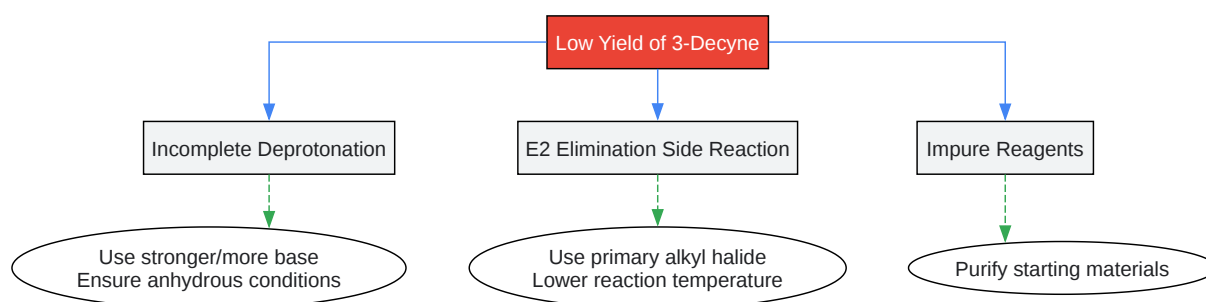 Low Yield of 3-Decyne
Incomplete Deprotonation
E2 Elimination Side Reaction
Impure Reagents
Use stronger/more base
Ensure anhydrous conditions
Use primary alkyl halide
Lower reaction temperature
Purify starting materials